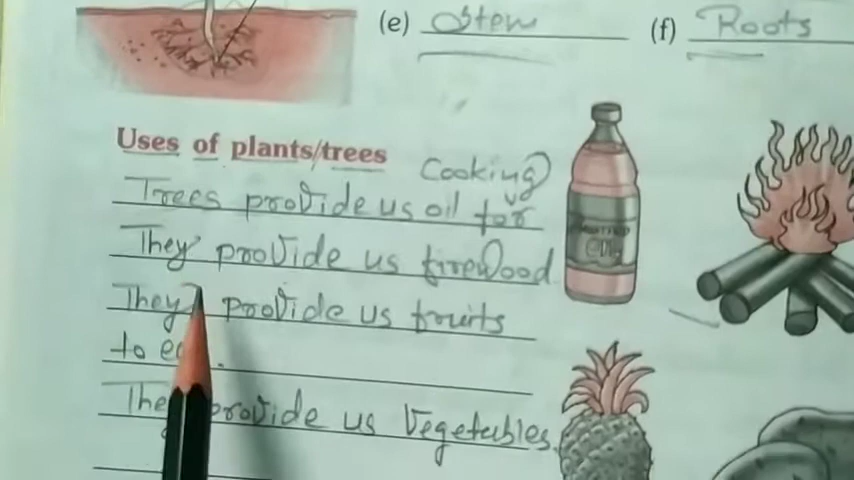 (e) Stem (f) Roots
Uses of plants/trees
Cooking
Trees provide us oil for
They provide us firewood
They provide us fruits
to
They provide us Vegetables.